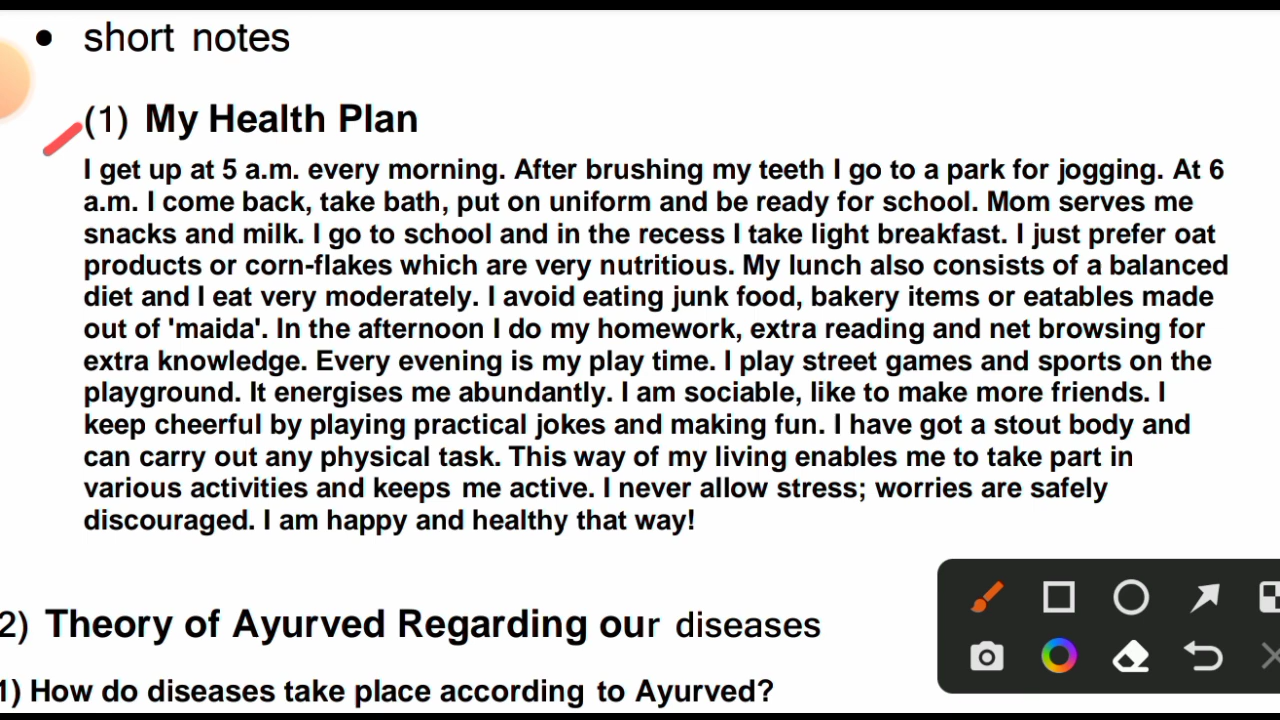 • short notes
(1) My Health Plan
I get up at 5 a.m. every morning. After brushing my teeth I go to a park for jogging. At 6
a.m. I come back, take bath, put on uniform and be ready for school. Mom serves me
snacks and milk. I go to school and in the recess I take light breakfast. I just prefer oat
products or corn-flakes which are very nutritious. My lunch also consists of a balanced
diet and I eat very moderately. I avoid eating junk food, bakery items or eatables made
out of 'maida'. In the afternoon I do my homework, extra reading and net browsing for
extra knowledge. Every evening is my play time. I play street games and sports on the
playground. It energises me abundantly. I am sociable, like to make more friends. I
keep cheerful by playing practical jokes and making fun. I have got a stout body and
can carry out any physical task. This way of my living enables me to take part in
various activities and keeps me active. I never allow stress; worries are safely
discouraged. I am happy and healthy that way!
2) Theory of Ayurved Regarding our diseases
1) How do diseases take place according to Ayurved?